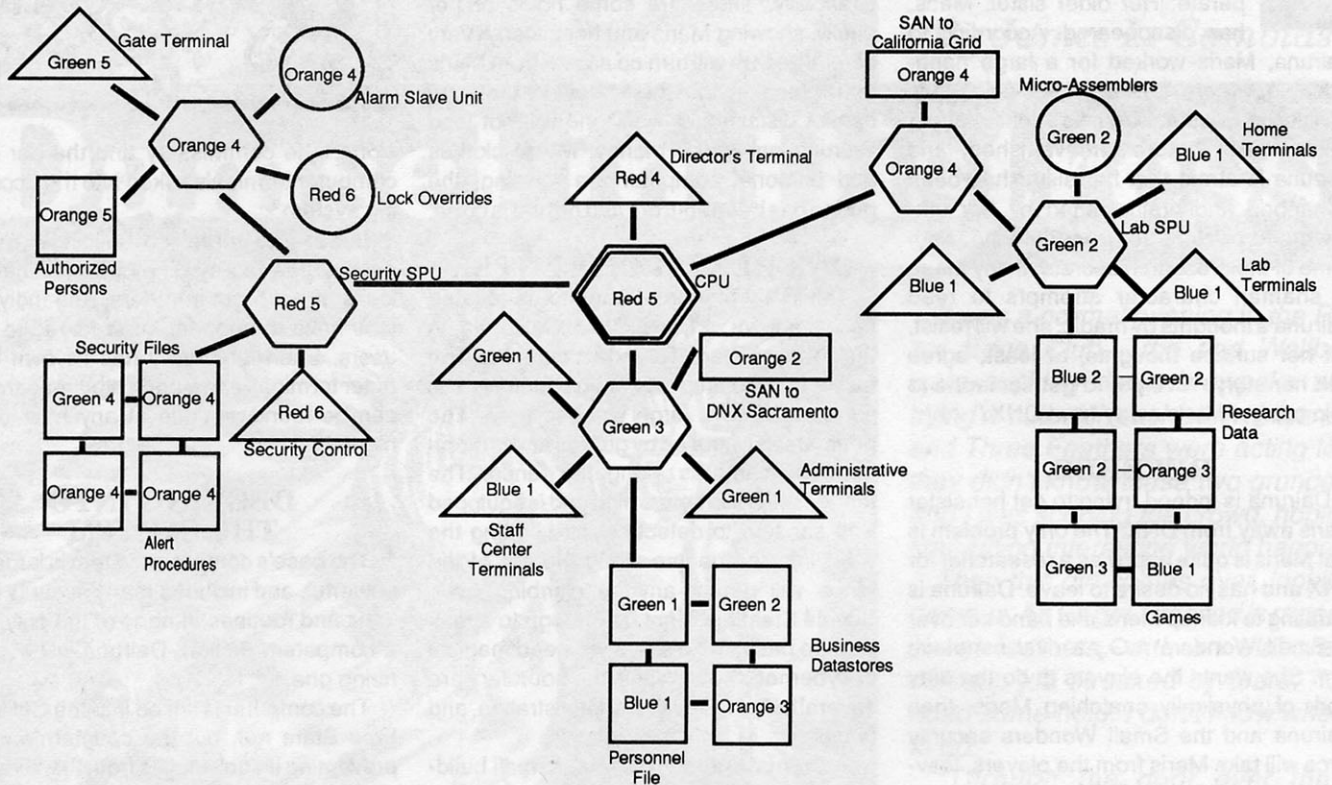 Gate Terminal
Green 5
Orange 4
Alarm Slave Unit
Orange 4
Red 6
Lock Overrides
Orange 5
Authorized
Persons
Security SPU
Red 5
Security Files
Green 4
Orange 4
Orange 4
Orange 4
Alert
Procedures
Red 6
Security Control
Director's Terminal
Red 4
CPU
Red 5
Green 1
Orange 2
SAN to
DNX Sacramento
Green 3
Blue 1
Staff
Center
Terminals
Green 1
Administrative
Terminals
Green 1
Green 2
Blue 1
Orange 3
Business
Datastores
Personnel
File
SAN to
California Grid
Orange 4
Orange 4
Micro-Assemblers
Green 2
Blue 1
Home
Terminals
Green 2
Lab SPU
Blue 1
Blue 1
Lab
Terminals
Blue 2
Green 2
Green 2
Orange 3
Research
Data
Green 3
Blue 1
Games